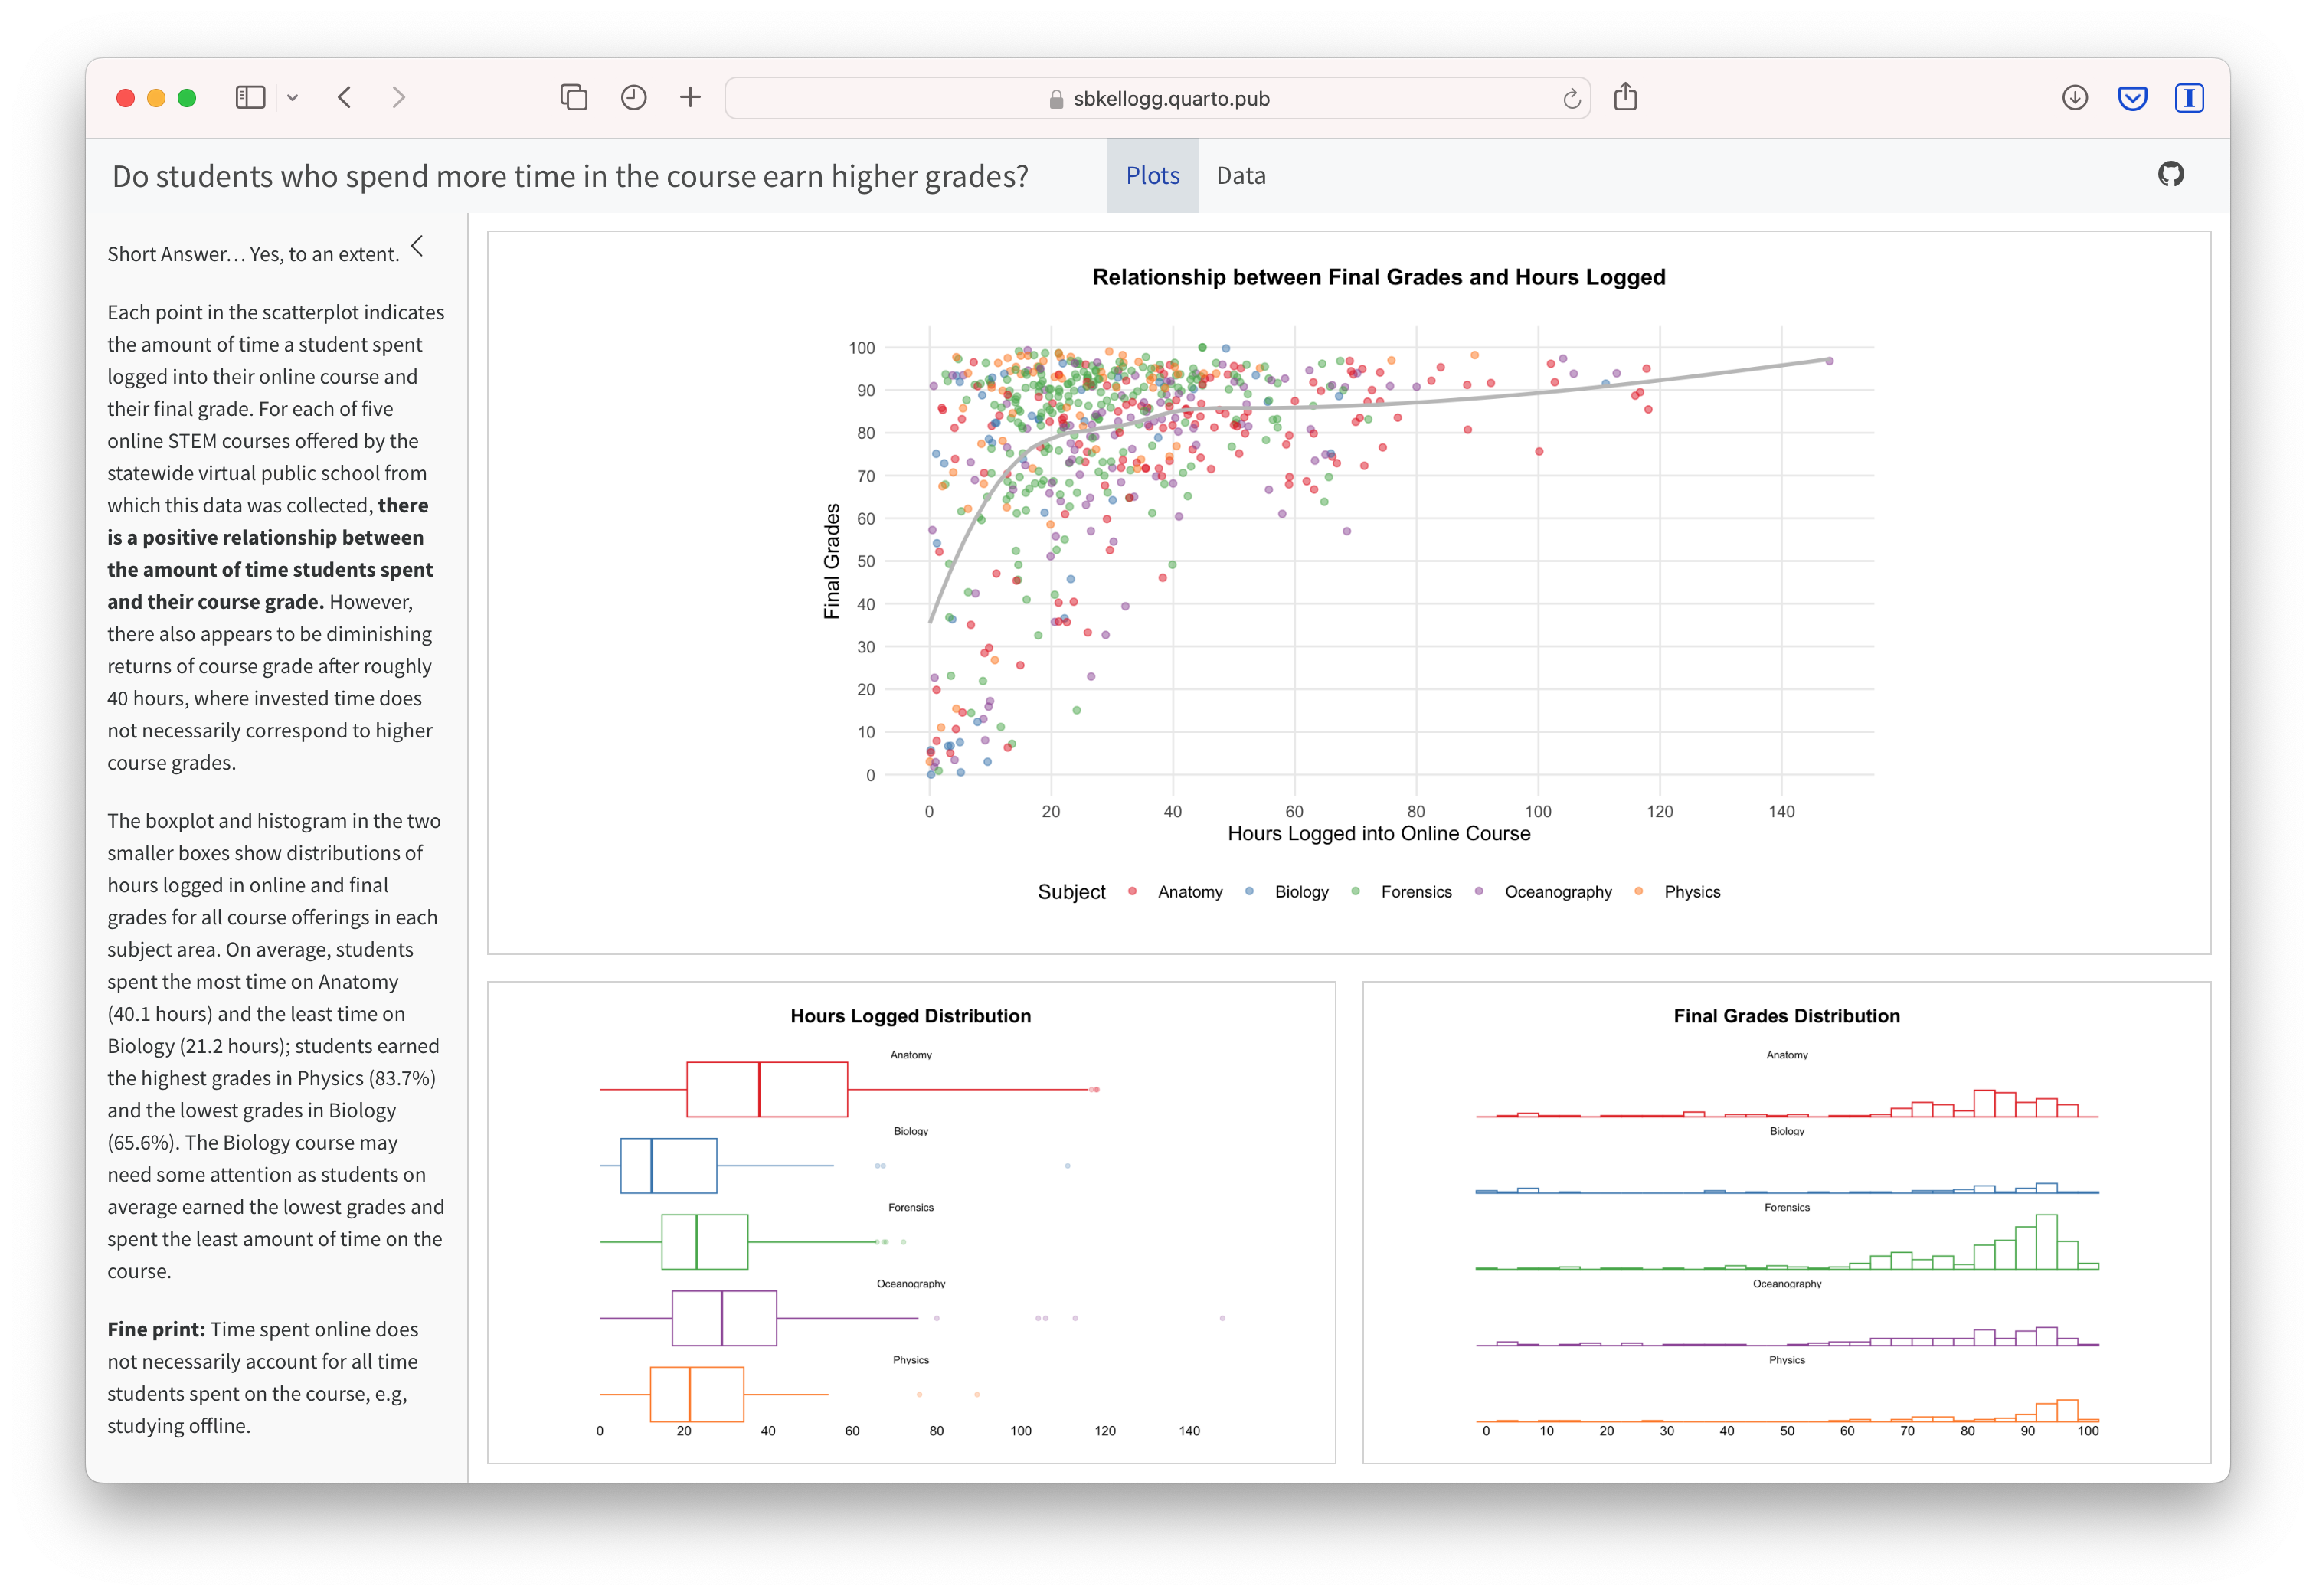 sbkellogg.quarto.pub
Do students who spend more time in the course earn higher grades?
Plots
Data
Short Answer… Yes, to an extent.
Each point in the scatterplot indicates
the amount of time a student spent
logged into their online course and
their final grade. For each of five
online STEM courses offered by the
statewide virtual public school from
which this data was collected, there
is a positive relationship between
the amount of time students spent
and their course grade. However,
there also appears to be diminishing
returns of course grade after roughly
40 hours, where invested time does
not necessarily correspond to higher
course grades.
The boxplot and histogram in the two
smaller boxes show distributions of
hours logged in online and final
grades for all course offerings in each
subject area. On average, students
spent the most time on Anatomy
(40.1 hours) and the least time on
Biology (21.2 hours); students earned
the highest grades in Physics (83.7%)
and the lowest grades in Biology
(65.6%). The Biology course may
need some attention as students on
average earned the lowest grades and
spent the least amount of time on the
course.
Fine print: Time spent online does
not necessarily account for all time
students spent on the course, e.g,
studying offline.
Relationship between Final Grades and Hours Logged
Final Grades
100
90
80
70
60
50
40
30
20
10
0
0 20 40 60 80 100 120 140
Hours Logged into Online Course
Subject Anatomy Biology Forensics Oceanography Physics
Hours Logged Distribution
Anatomy
Biology
Forensics
Oceanography
Physics
0 20 40 60 80 100 120 140
Final Grades Distribution
Anatomy
Biology
Forensics
Oceanography
Physics
0 10 20 30 40 50 60 70 80 90 100